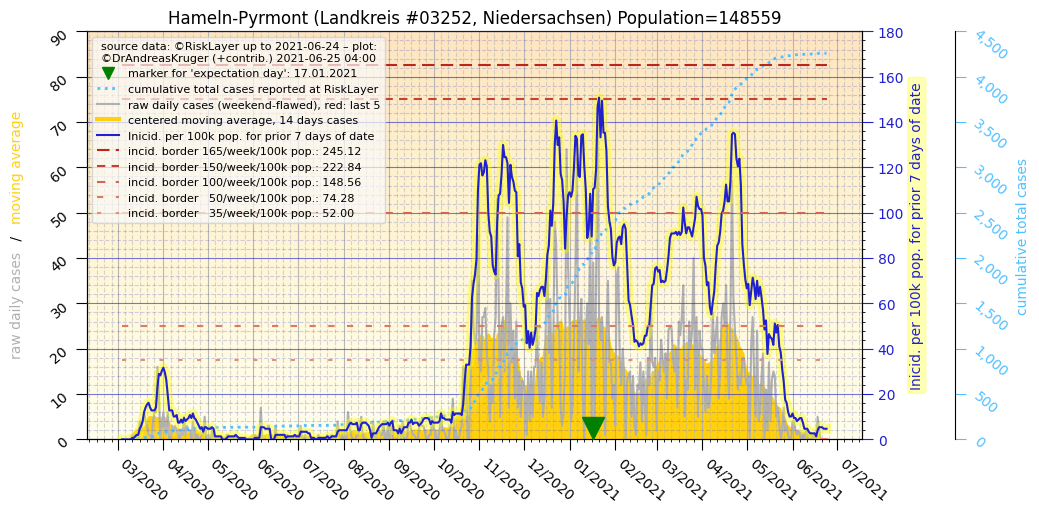 Hameln-Pyrmont (Landkreis #03252, Niedersachsen) Population=148559
source data: ©RiskLayer up to 2021-06-24 – plot:
©DrAndreasKruger (+contrib.) 2021-06-25 04:00
marker for 'expectation day': 17.01.2021
cumulative total cases reported at RiskLayer
raw daily cases (weekend-flawed), red: last 5
centered moving average, 14 days cases
Inicid. per 100k pop. for prior 7 days of date
incid. border 165/week/100k pop.: 245.12
incid. border 150/week/100k pop.: 222.84
incid. border 100/week/100k pop.: 148.56
incid. border 50/week/100k pop.: 74.28
incid. border 35/week/100k pop.: 52.00
raw daily cases / moving average
90
80
70
60
50
40
30
20
10
0
03/2020
04/2020
05/2020
06/2020
07/2020
08/2020
09/2020
10/2020
11/2020
12/2020
01/2021
02/2021
03/2021
04/2021
05/2021
06/2021
07/2021
180
160
140
120
100
80
60
40
20
0
Inicid. per 100k pop. for prior 7 days of date
4,500
4,000
3,500
3,000
2,500
2,000
1,500
1,000
500
0
cumulative total cases